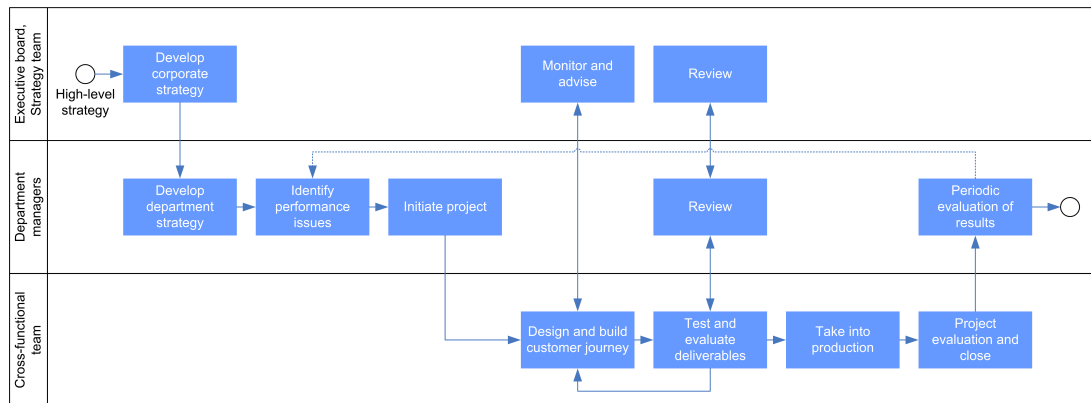 Executive board,
Strategy team
High-level
strategy
Develop
corporate
strategy
Monitor and
advise
Review
Department
managers
Develop
department
strategy
Identify
performance
issues
Initiate project
Review
Periodic
evaluation of
results
Cross-functional
team
Design and build
customer journey
Test and
evaluate
deliverables
Take into
production
Project
evaluation and
close